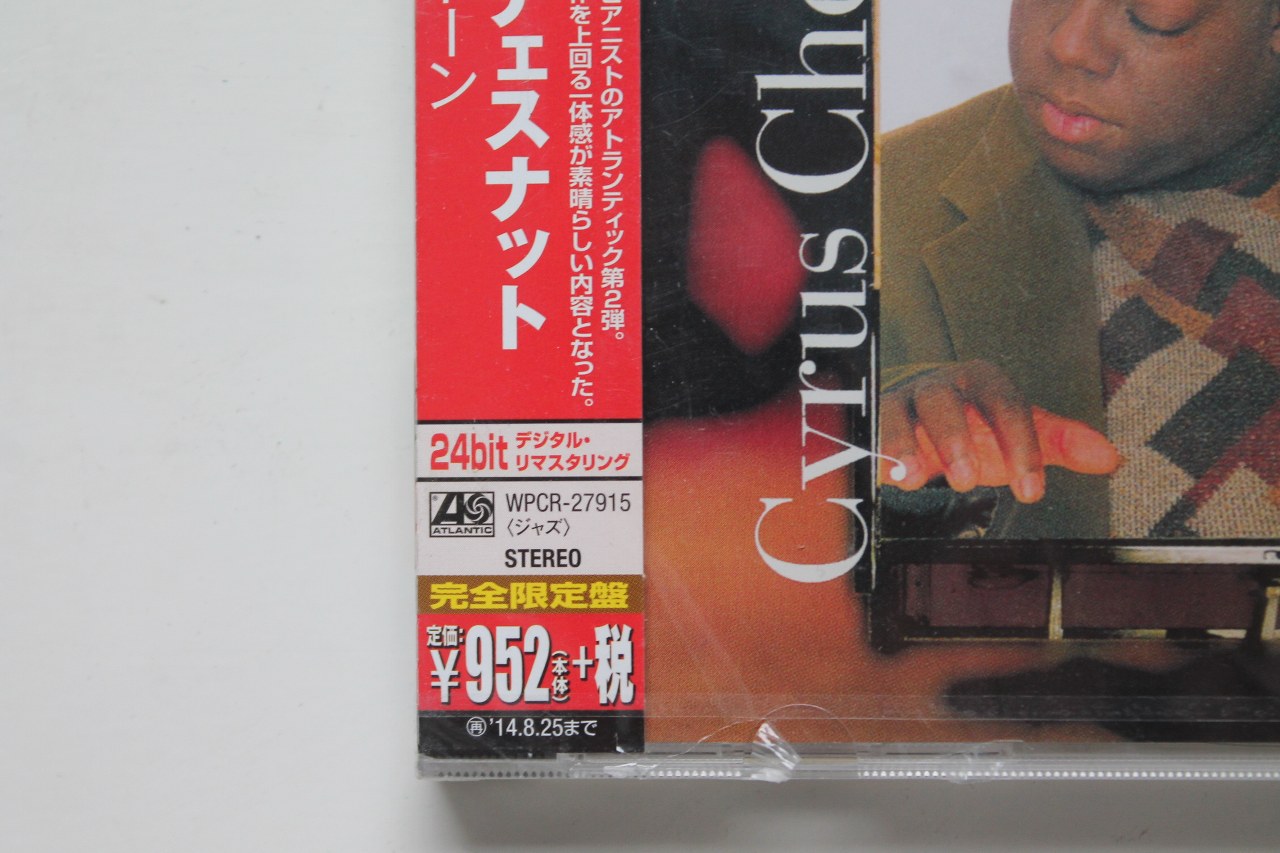 ェスナット
ーン
ピアニストのアトランティック第2弾。
を上回る一体感が素晴らしい内容となった。
24bit デジタル・
リマスタリング
ATLANTIC
WPCR-27915
〈ジャズ〉
STEREO
完全限定盤
定価:
¥952(本体)+税
再 '14.8.25まで
Cyrus Che